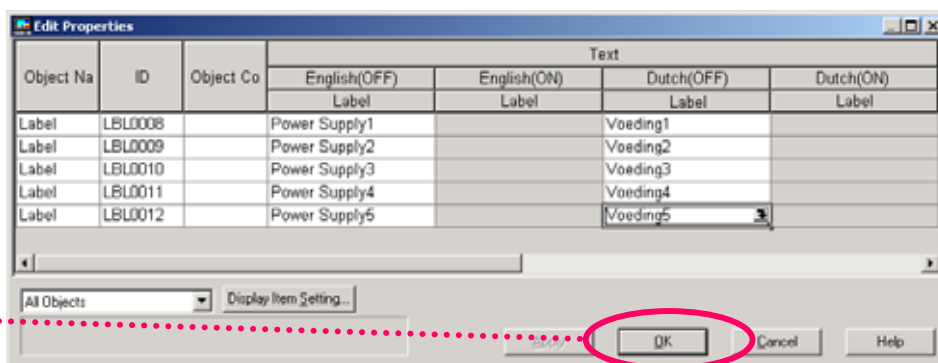 Edit Properties
Object Na ID Object Co Text
English(OFF) English(ON) Dutch(OFF) Dutch(ON)
Label Label Label Label
Label LBL0008 Power Supply1 Voeding1
Label LBL0009 Power Supply2 Voeding2
Label LBL0010 Power Supply3 Voeding3
Label LBL0011 Power Supply4 Voeding4
Label LBL0012 Power Supply5 Voeding5
All Objects Display Item Setting...
OK Cancel Help